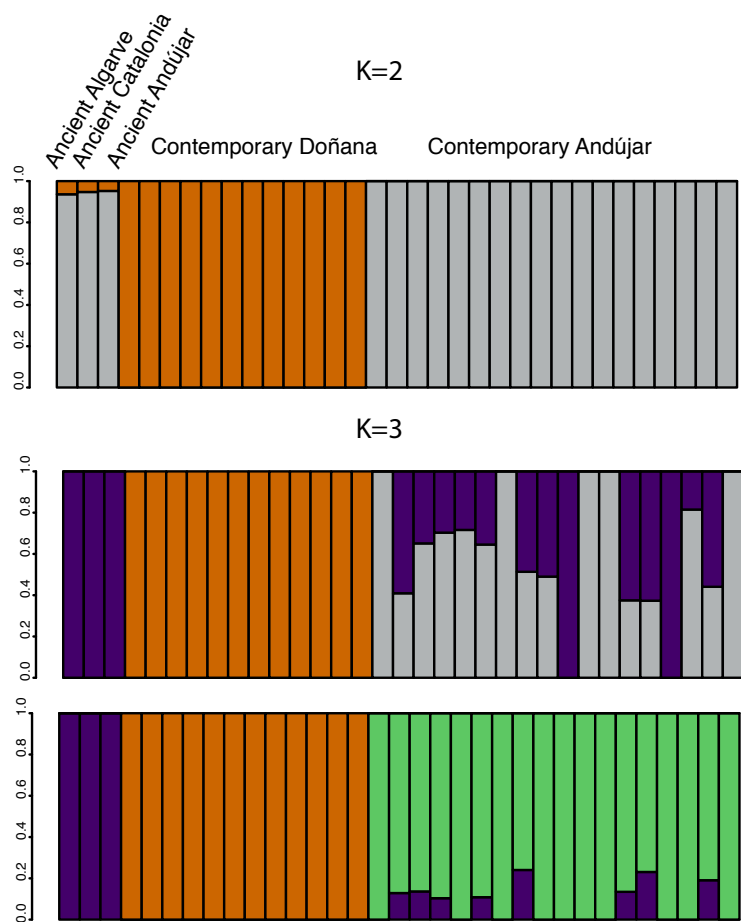 Ancient Algarve
Ancient Catalonia
Ancient Andújar
K=2
Contemporary Doñana
Contemporary Andújar
1.0
0.8
0.6
0.4
0.2
0.0
K=3
1.0
0.8
0.6
0.4
0.2
0.0
1.0
0.8
0.6
0.4
0.2
0.0